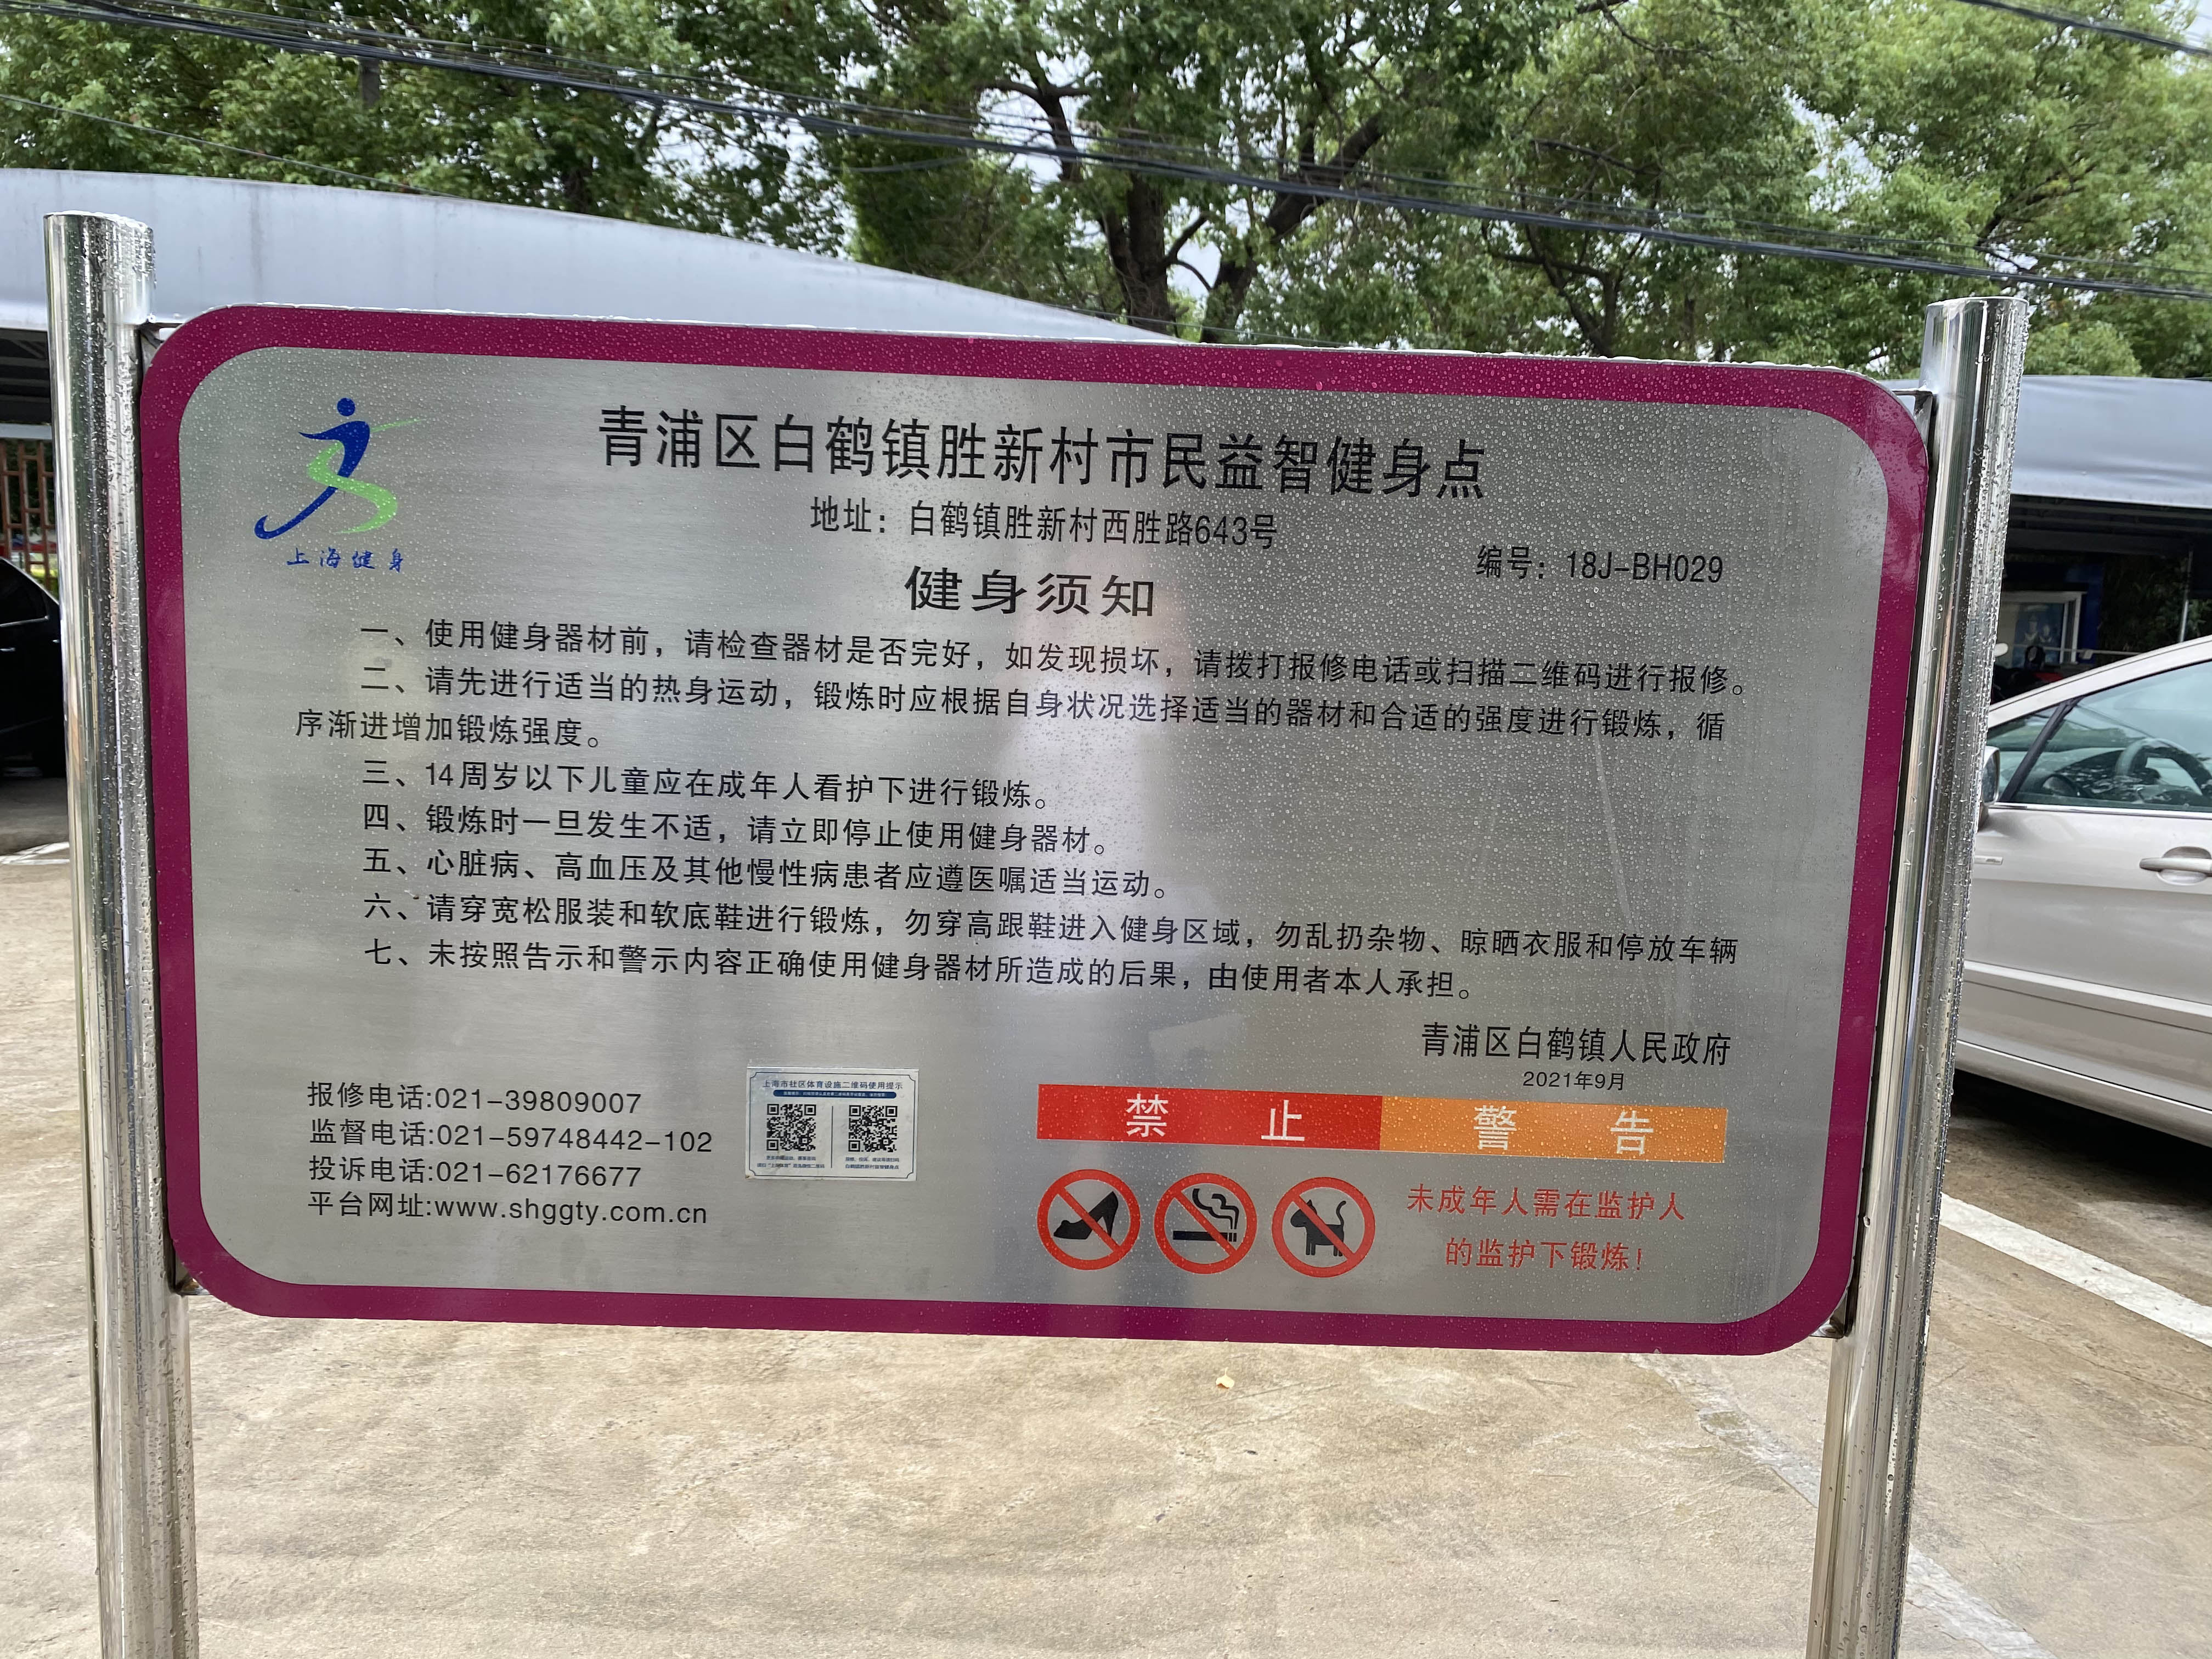 上海健身
青浦区白鹤镇胜新村市民益智健身点
地址：白鹤镇胜新村西胜路643号
编号：18J-BH029
健身须知
一、使用健身器材前，请检查器材是否完好，如发现损坏，请拨打报修电话或扫描二维码进行报修。
二、请先进行适当的热身运动，锻炼时应根据自身状况选择适当的器材和合适的强度进行锻炼，循
序渐进增加锻炼强度。
三、14周岁以下儿童应在成年人看护下进行锻炼。
四、锻炼时一旦发生不适，请立即停止使用健身器材。
五、心脏病、高血压及其他慢性病患者应遵医嘱适当运动。
六、请穿宽松服装和软底鞋进行锻炼，勿穿高跟鞋进入健身区域，勿乱扔杂物、晾晒衣服和停放车辆
七、未按照告示和警示内容正确使用健身器材所造成的后果，由使用者本人承担。
青浦区白鹤镇人民政府
2021年9月
报修电话:021-39809007
监督电话:021-59748442-102
投诉电话:021-62176677
平台网址:www.shggty.com.cn
上海市社区体育设施二维码使用提示
禁止
警告
未成年人需在监护人
的监护下锻炼！